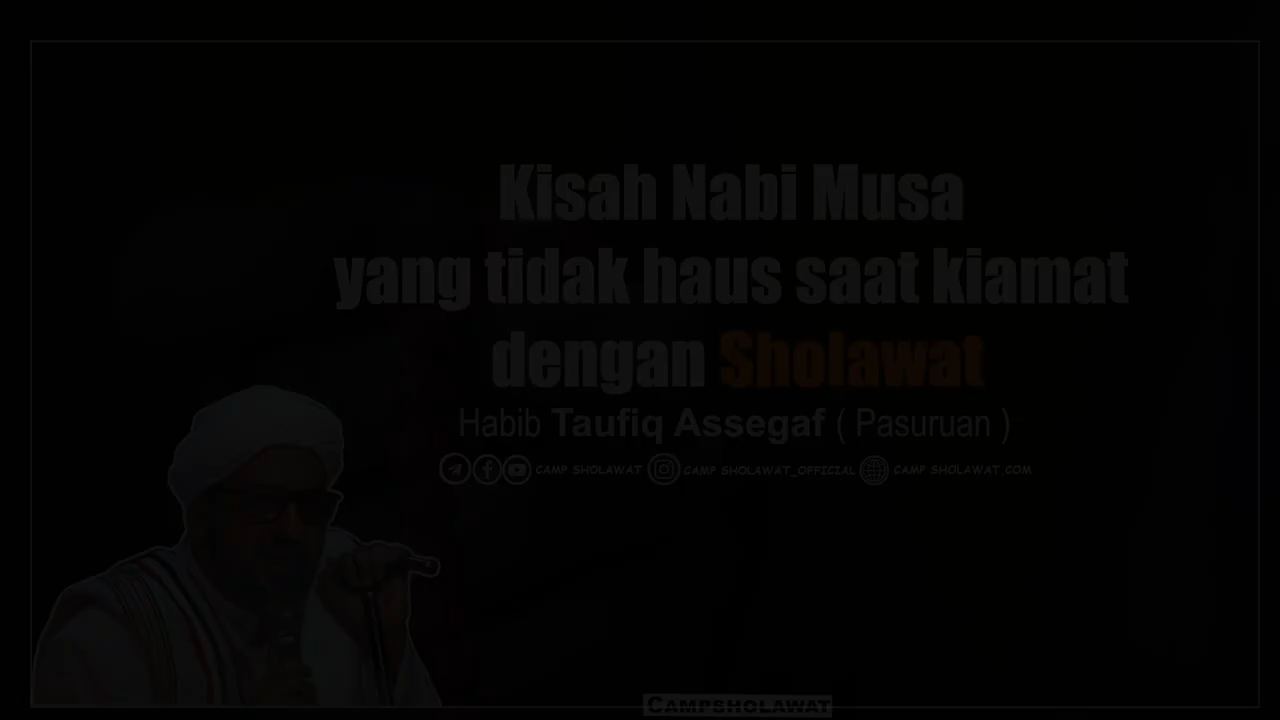 Kisah Nabi Musa
yang tidak haus saat kiamat
dengan Sholawat
Habib Taufiq Assegaf ( Pasuruan )
CAMP SHOLAWAT CAMP SHOLAWAT_OFFICIAL CAMP SHOLAWAT.COM
CAMPSHOLAWAT